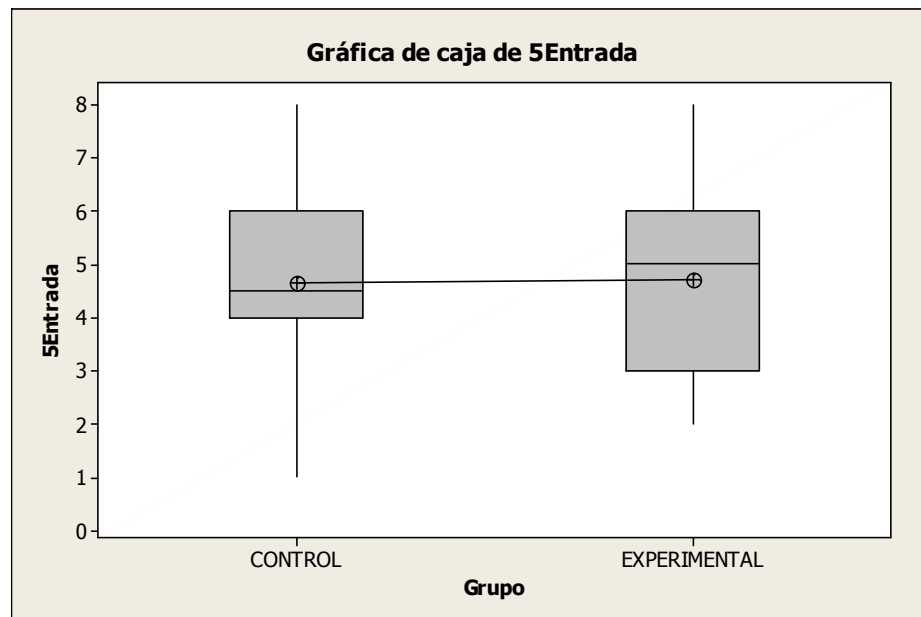 Gráfica de caja de 5Entrada
5Entrada
8
7
6
5
4
3
2
1
0
CONTROL
EXPERIMENTAL
Grupo